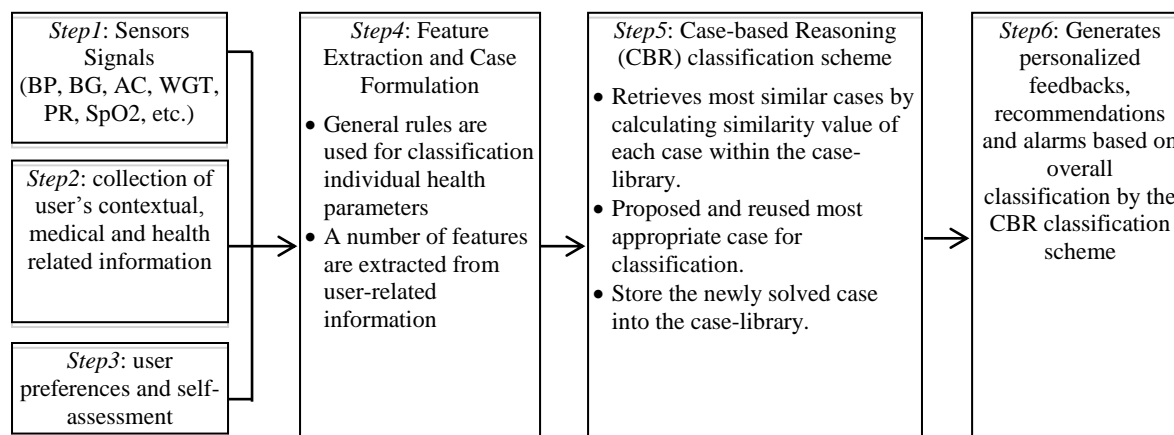 Step1: Sensors
Signals
(BP, BG, AC, WGT,
PR, SpO2, etc.)
Step2: collection of
user's contextual,
medical and health
related information
Step3: user
preferences and self-
assessment
Step4: Feature
Extraction and Case
Formulation
• General rules are
used for classification
individual health
parameters
• A number of features
are extracted from
user-related
information
Step5: Case-based Reasoning
(CBR) classification scheme
• Retrieves most similar cases by
calculating similarity value of
each case within the case-
library.
• Proposed and reused most
appropriate case for
classification.
• Store the newly solved case
into the case-library.
Step6: Generates
personalized
feedbacks,
recommendations
and alarms based on
overall
classification by the
CBR classification
scheme